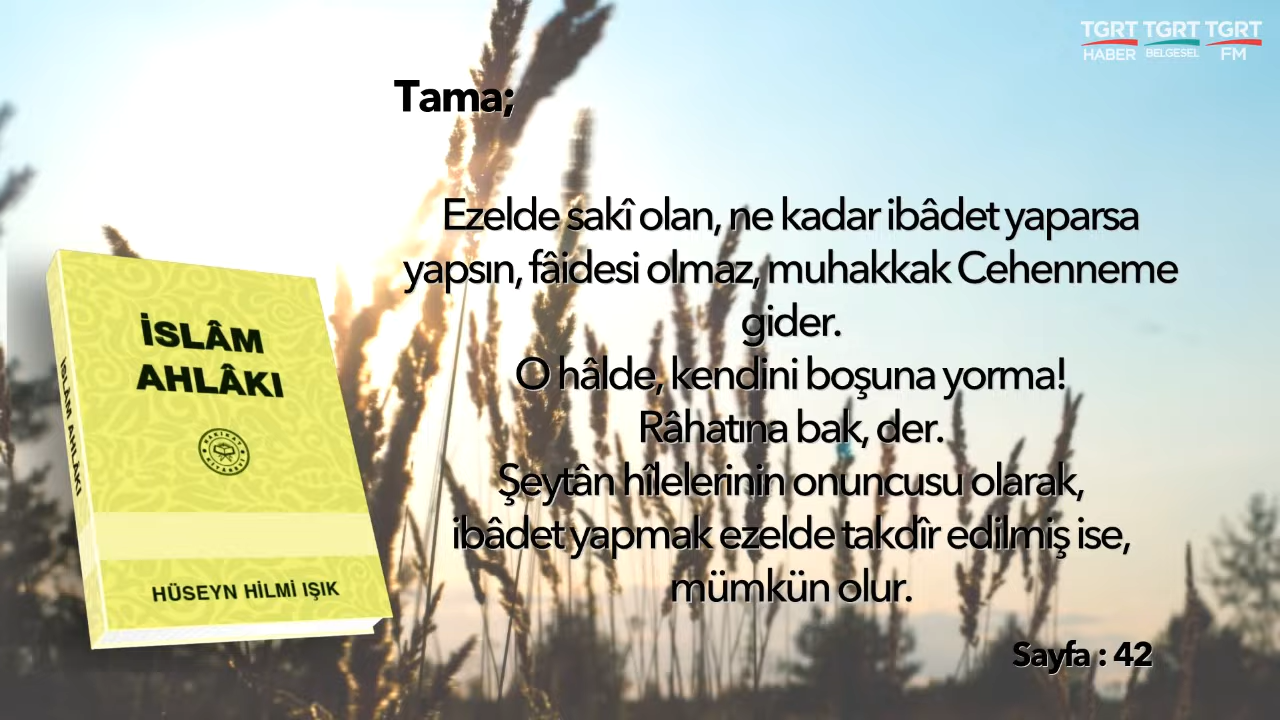 TGRT TGRT TGRT
HABER BELGESEL FM
Tama;
Ezelde sakî olan, ne kadar ibâdet yaparsa
yapsın, fâidesi olmaz, muhakkak Cehenneme
gider.
O hâlde, kendini boşuna yorma!
Râhatına bak, der.
Şeytân hîlelerinin onuncusu olarak,
ibâdet yapmak ezelde takdîr edilmiş ise,
mümkün olur.
Sayfa : 42
İSLÂM
AHLÂKI
HÜSEYN HİLMİ IŞIK
İSLÂM AHLÂKI